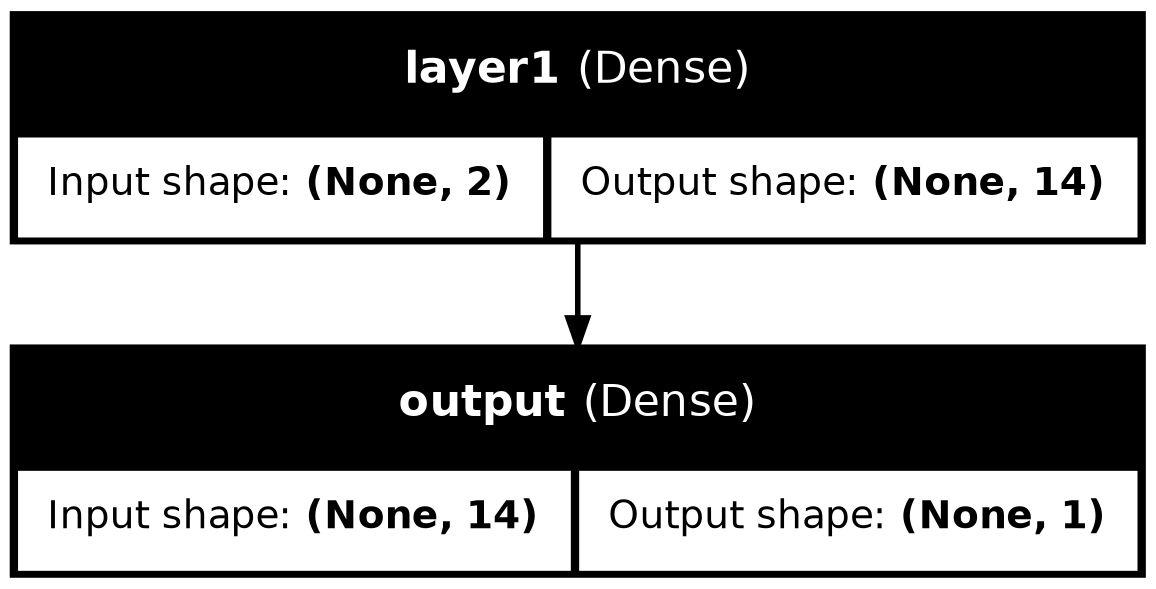 layer1 (Dense)
Input shape: (None, 2) Output shape: (None, 14)
output (Dense)
Input shape: (None, 14) Output shape: (None, 1)